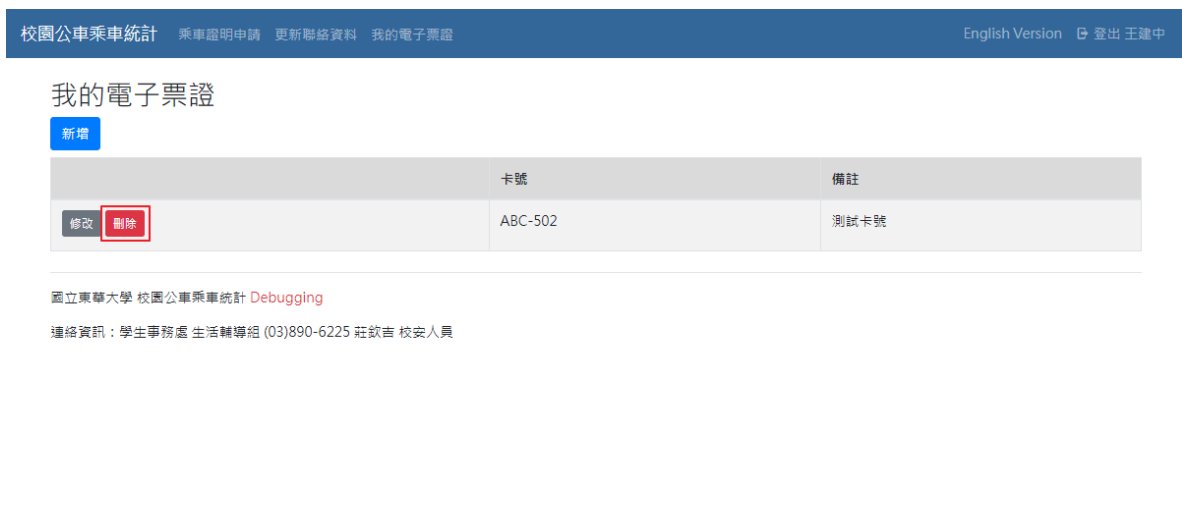 校園公車乘車統計 乘車證明申請 更新聯絡資料 我的電子票證 English Version 登出 王建中
我的電子票證
新增
卡號 備註
修改 刪除 ABC-502 測試卡號
國立東華大學 校園公車乘車統計 Debugging
連絡資訊：學生事務處 生活輔導組 (03)890-6225 莊欽吉 校安人員